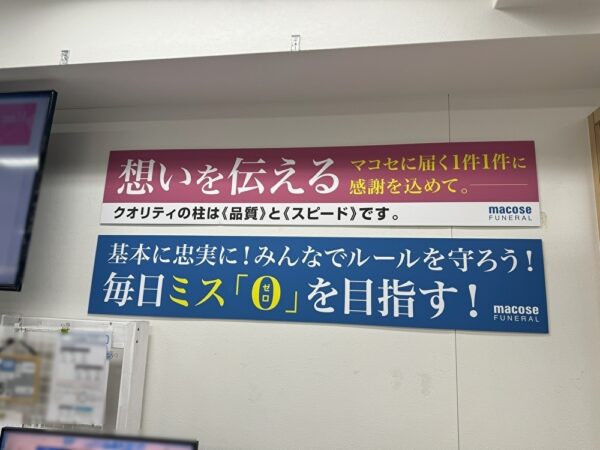 想いを伝える
マコセに届く1件1件に
感謝を込めて。
クオリティの柱は《品質》と《スピード》です。
macose
FUNERAL
基本に忠実に!みんなでルールを守ろう!
毎日ミス「0」を目指す!
ゼロ
macose
FUNERAL